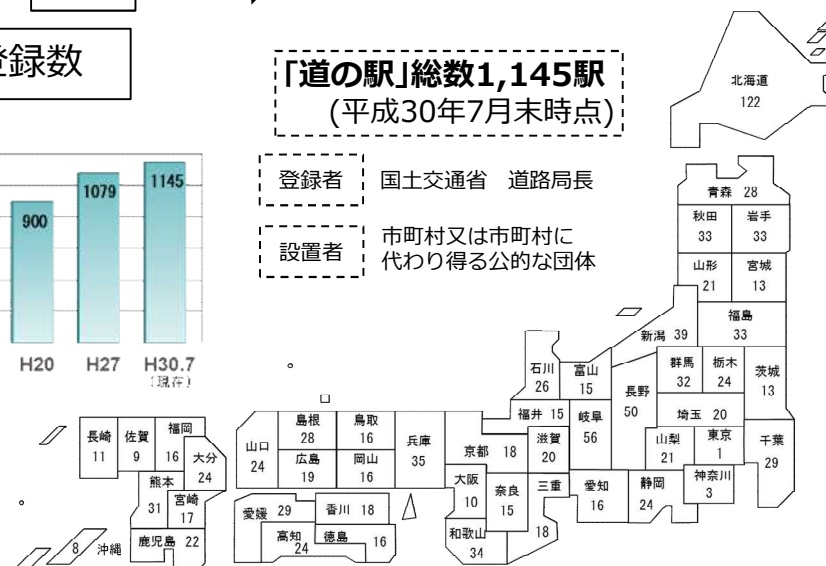 登録数
「道の駅」総数1,145駅
(平成30年7月末時点)
登録者 国土交通省 道路局長
設置者 市町村又は市町村に
代わり得る公的な団体
900
1079
1145
H20 H27 H30.7
(現在)
北海道
122
青森 28
秋田
33
岩手
33
山形
21
宮城
13
福島
33
新潟 39
群馬
32
栃木
24
茨城
13
石川
26
富山
15
長野
50
埼玉 20
福井 15
岐阜
56
山梨
21
東京
1
千葉
29
神奈川
3
静岡
24
愛知
16
滋賀
20
三重
18
京都 18
大阪
10
奈良
15
和歌山
34
兵庫
35
鳥取
16
島根
28
岡山
16
広島
19
山口
24
香川 18
愛媛 29
徳島 16
高知
24
福岡
16
佐賀
9
長崎
11
大分
24
熊本
31
宮崎
17
鹿児島 22
8 沖縄